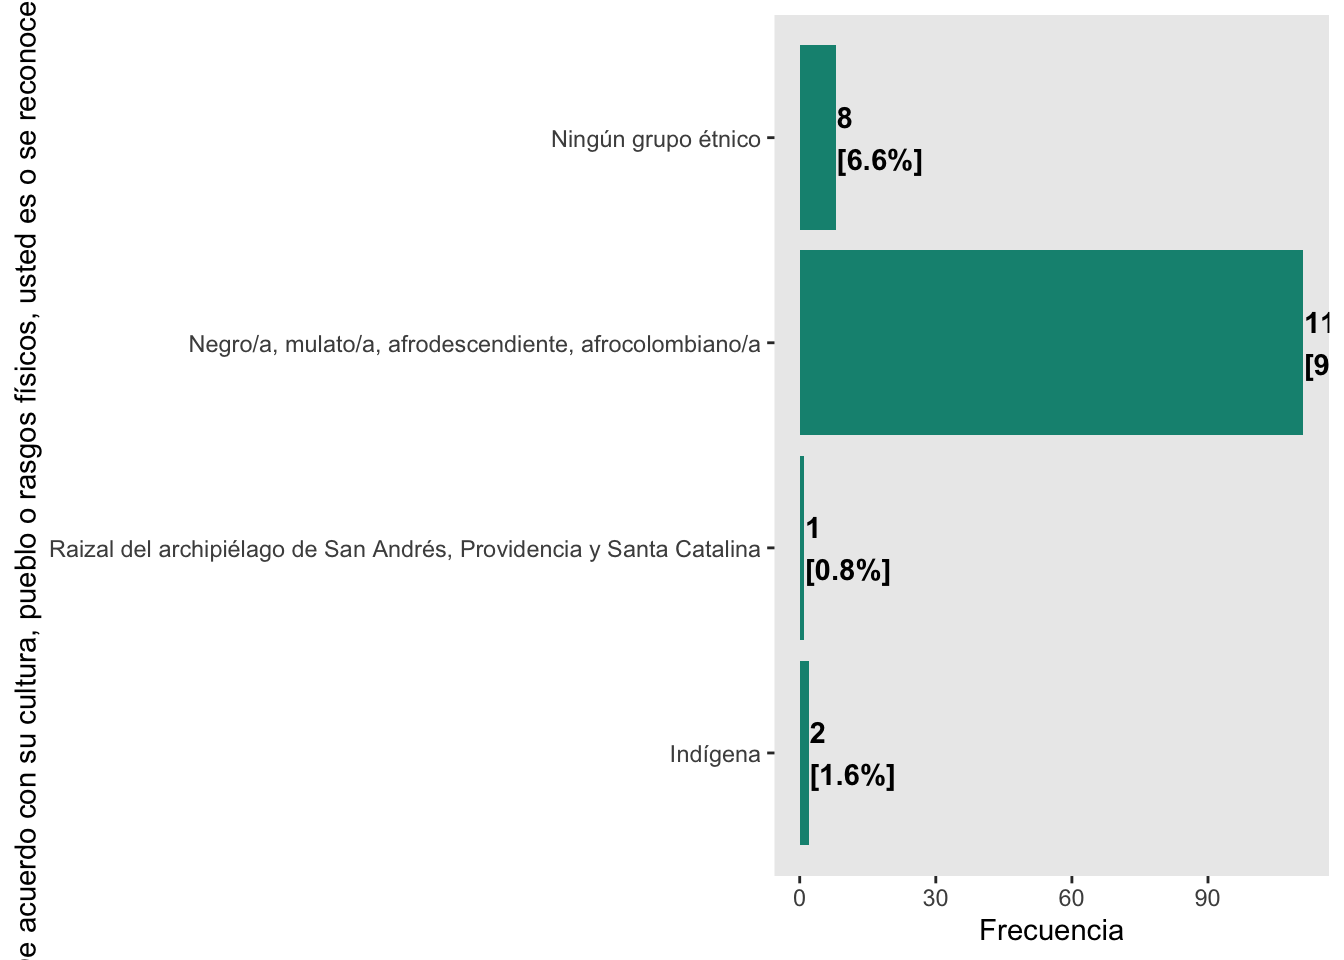 e acuerdo con su cultura, pueblo o rasgos físicos, usted es o se reconoce
Ningún grupo étnico
8
[6.6%]
Negro/a, mulato/a, afrodescendiente, afrocolombiano/a
11
[9
Raizal del archipiélago de San Andrés, Providencia y Santa Catalina
1
[0.8%]
Indígena
2
[1.6%]
0 30 60 90
Frecuencia